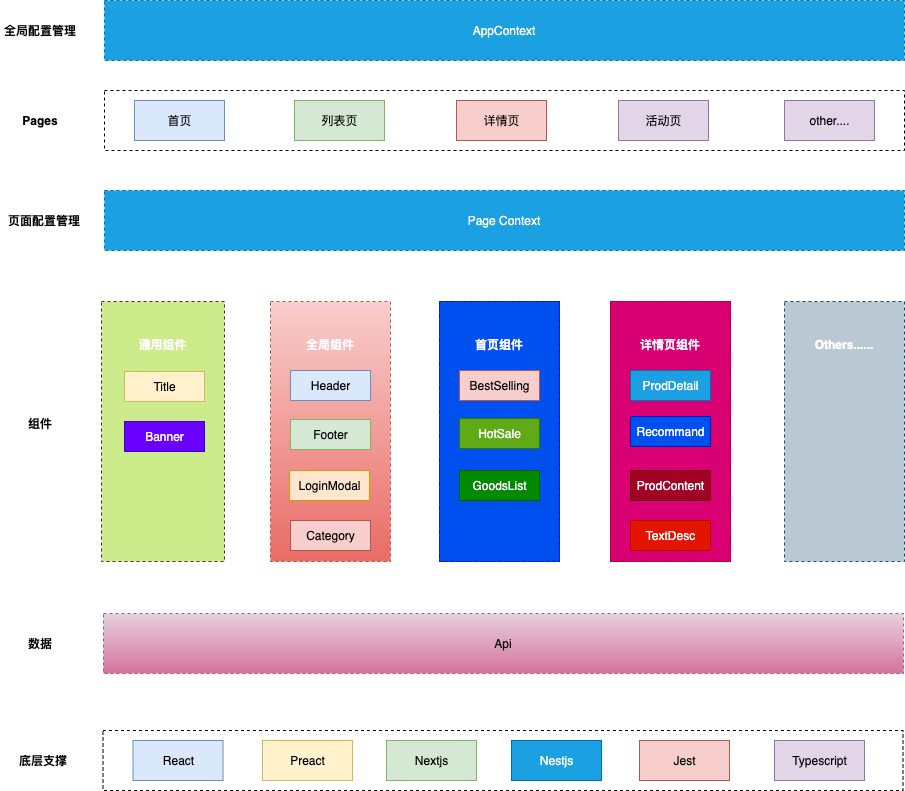 全局配置管理
AppContext
Pages
首页
列表页
详情页
活动页
other....
页面配置管理
Page Context
组件
通用组件
Title
Banner
全局组件
Header
Footer
LoginModal
Category
首页组件
BestSelling
HotSale
GoodsList
详情页组件
ProdDetail
Recommand
ProdContent
TextDesc
Others......
数据
Api
底层支撑
React
Preact
Nextjs
Nestjs
Jest
Typescript